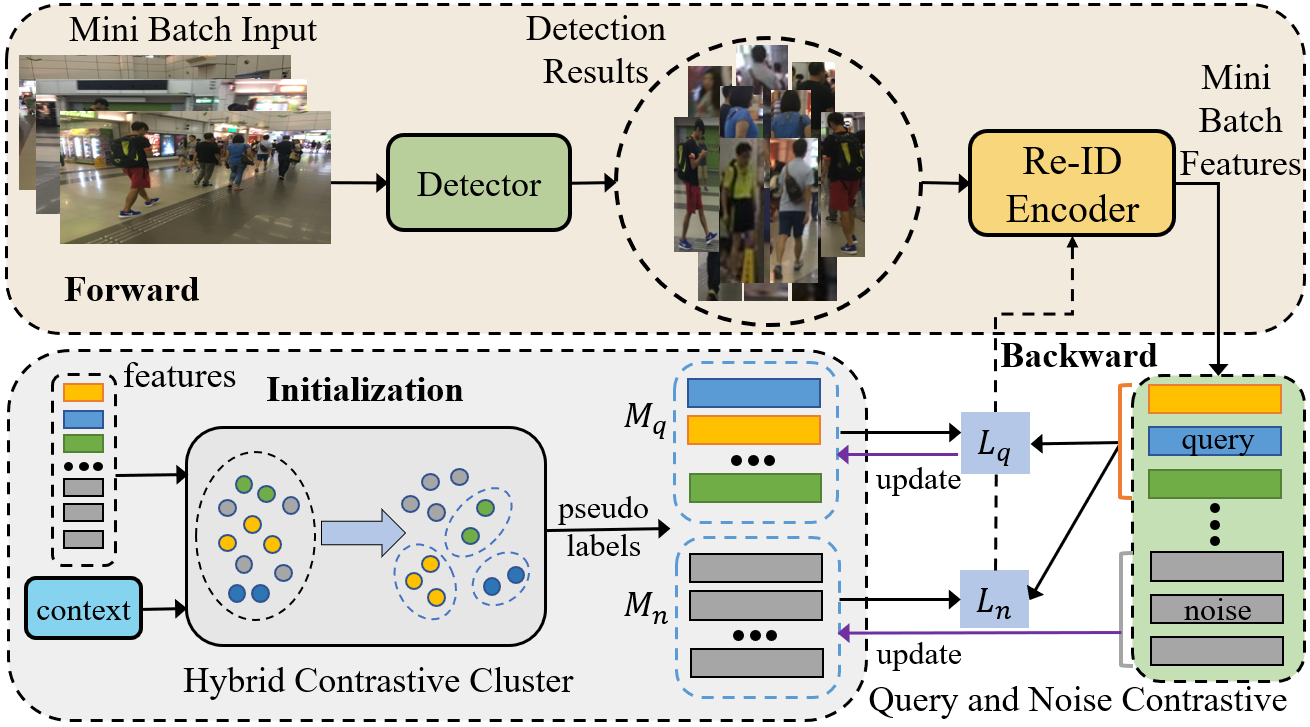 Mini Batch Input
Detection
Results
Mini
Batch
Features
Detector
Re-ID
Encoder
Forward
Backward
features
Initialization
context
Hybrid Contrastive Cluster
pseudo
labels
M_q
M_n
L_q
update
L_n
update
query
noise
Query and Noise Contrastive